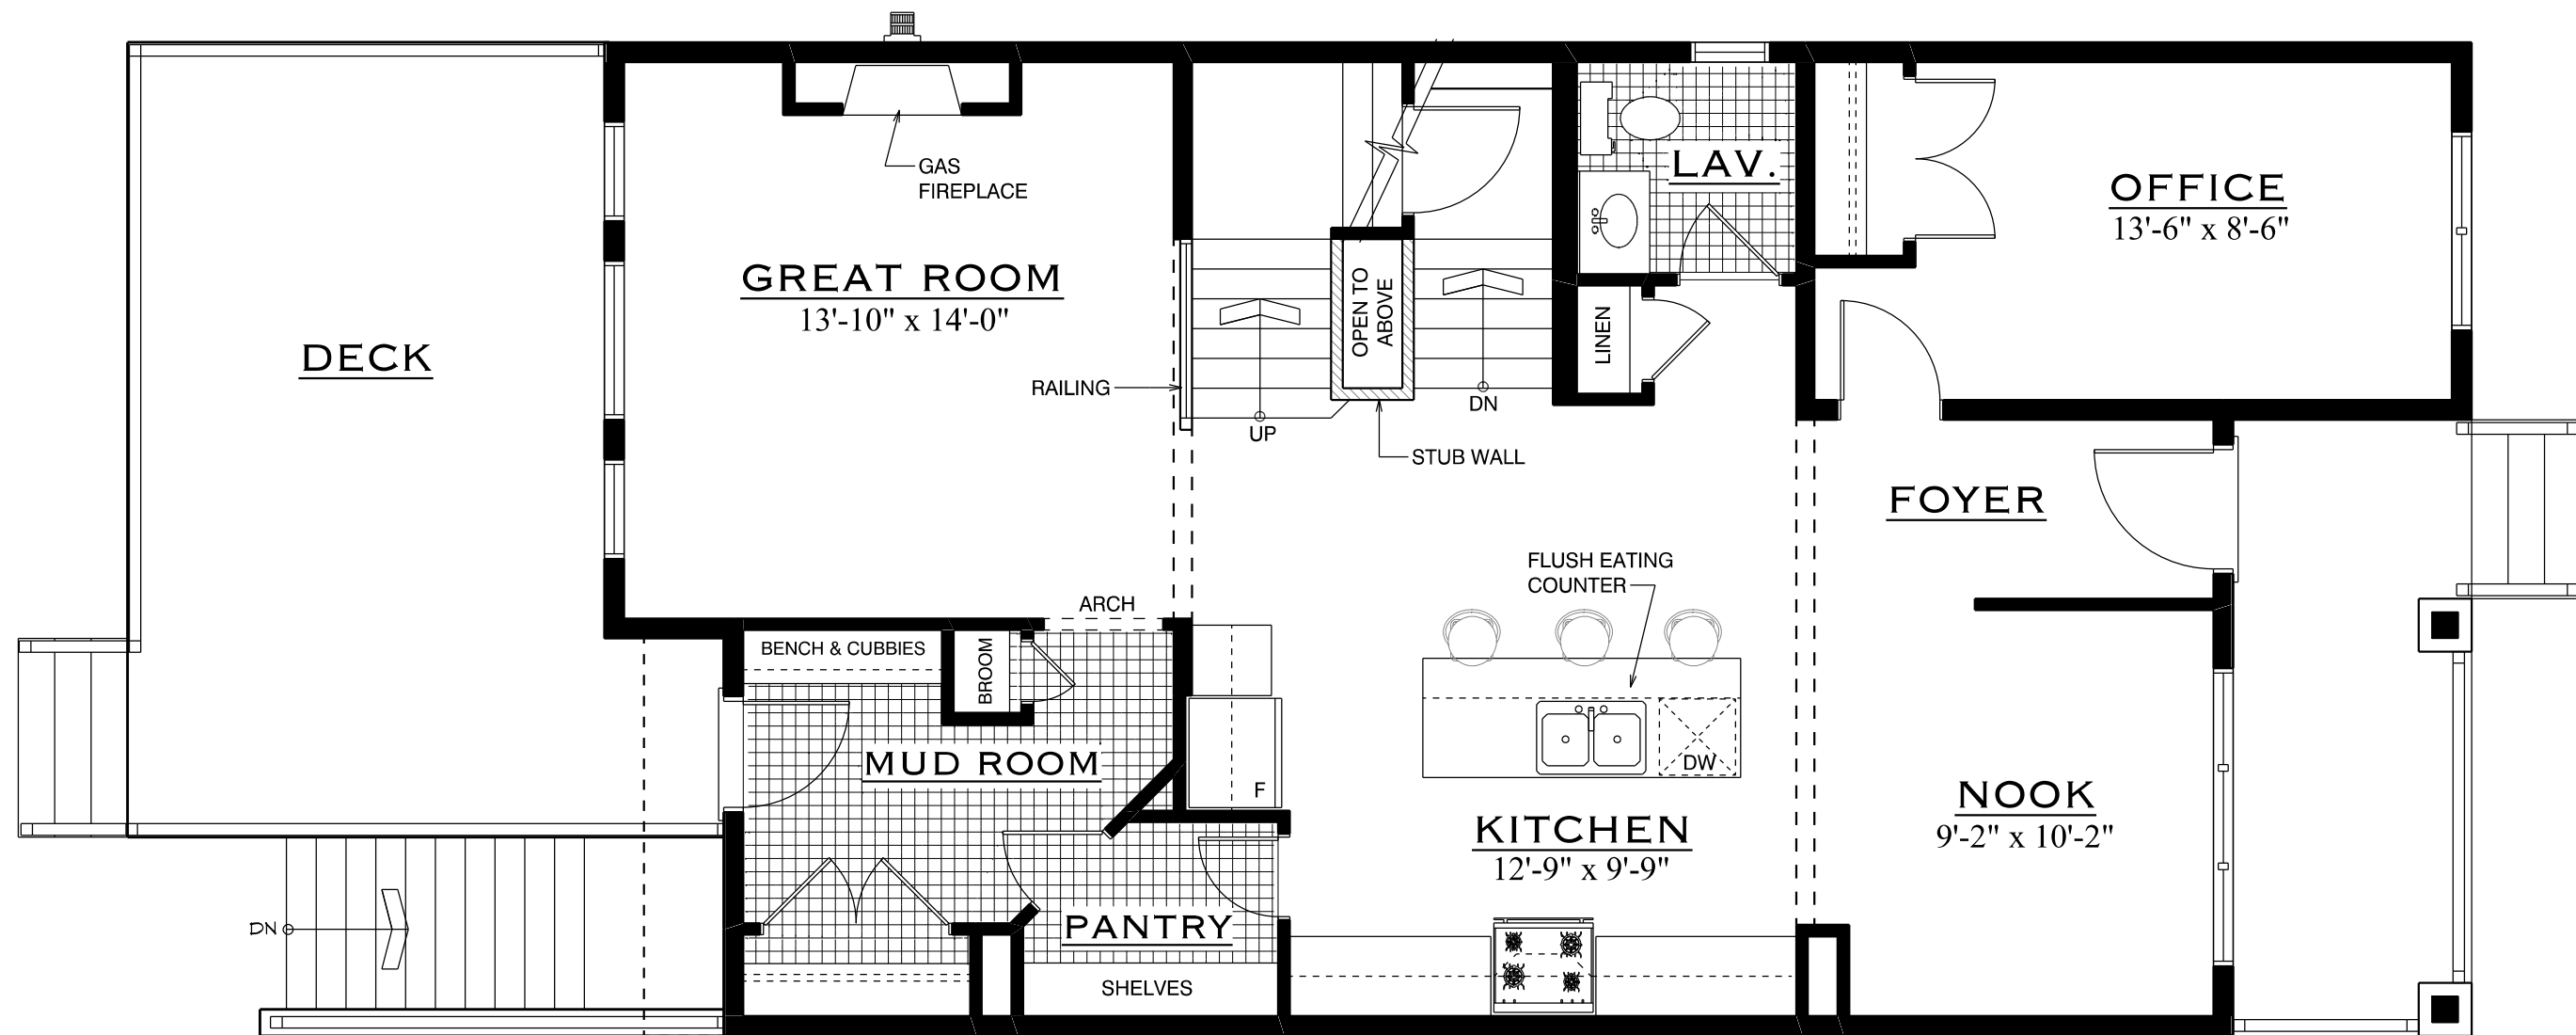 GAS
FIREPLACE
LAV.
OFFICE
13'-6" x 8'-6"
GREAT ROOM
13'-10" x 14'-0"
OPEN TO
ABOVE
LINEN
DECK
RAILING
UP
DN
STUB WALL
FOYER
FLUSH EATING
COUNTER
ARCH
BENCH & CUBBIES
BROOM
MUD ROOM
DW
F
NOOK
9'-2" x 10'-2"
KITCHEN
12'-9" x 9'-9"
PANTRY
DN
SHELVES